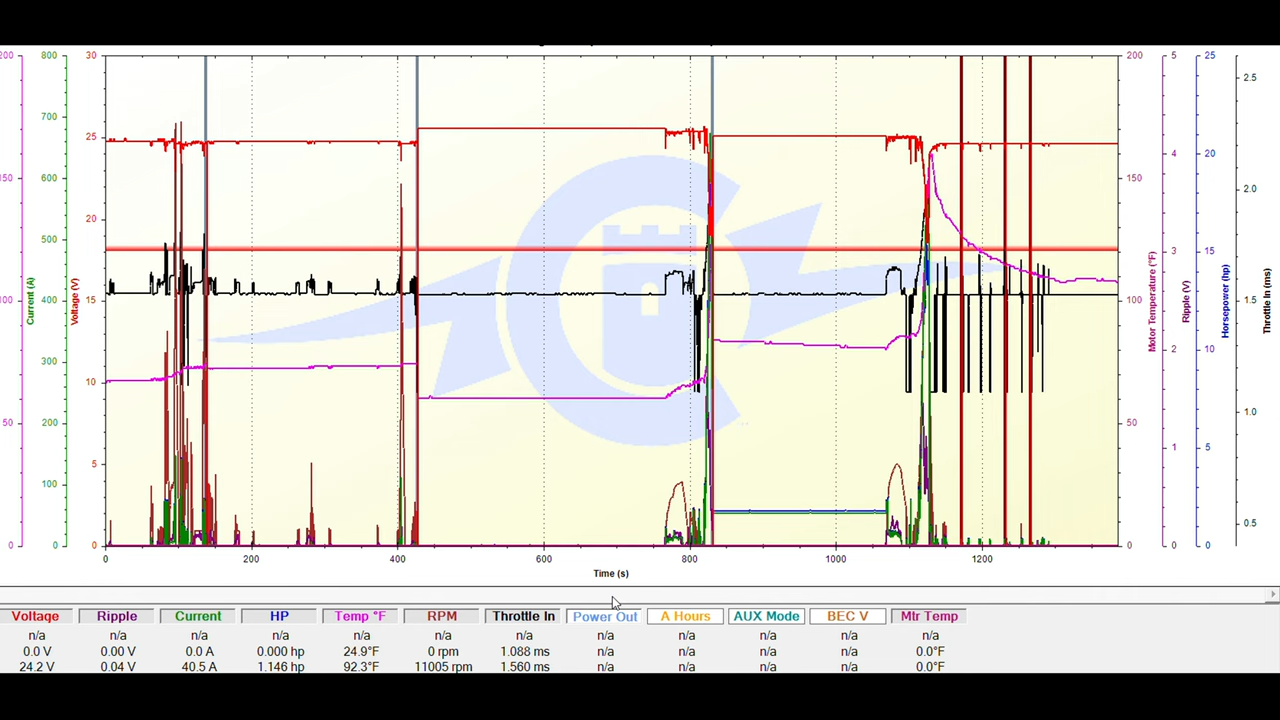 200 800 30 200 5 25
2.5
700 25 4 20
150 600 150 2.0
20
500 3 15
Current (A) Voltage (V) Motor Temperature (°F) Ripple (V) Horsepower (hp) Throttle In (ms)
100 400 15 100 1.5
300 2 10
10
50 200 50 1 5 1.0
100 5
0.5
0 0 0 0 0 0
0 200 400 600 800 1000 1200
Time (s)
Voltage Ripple Current HP Temp °F RPM Throttle In Power Out A Hours AUX Mode BEC V Mtr Temp
n/a n/a n/a n/a n/a n/a n/a n/a n/a n/a n/a n/a
0.0 V 0.00 V 0.0 A 0.000 hp 24.9°F 0 rpm 1.088 ms n/a n/a n/a n/a 0.0°F
24.2 V 0.04 V 40.5 A 1.146 hp 92.3°F 11005 rpm 1.560 ms n/a n/a n/a n/a 0.0°F